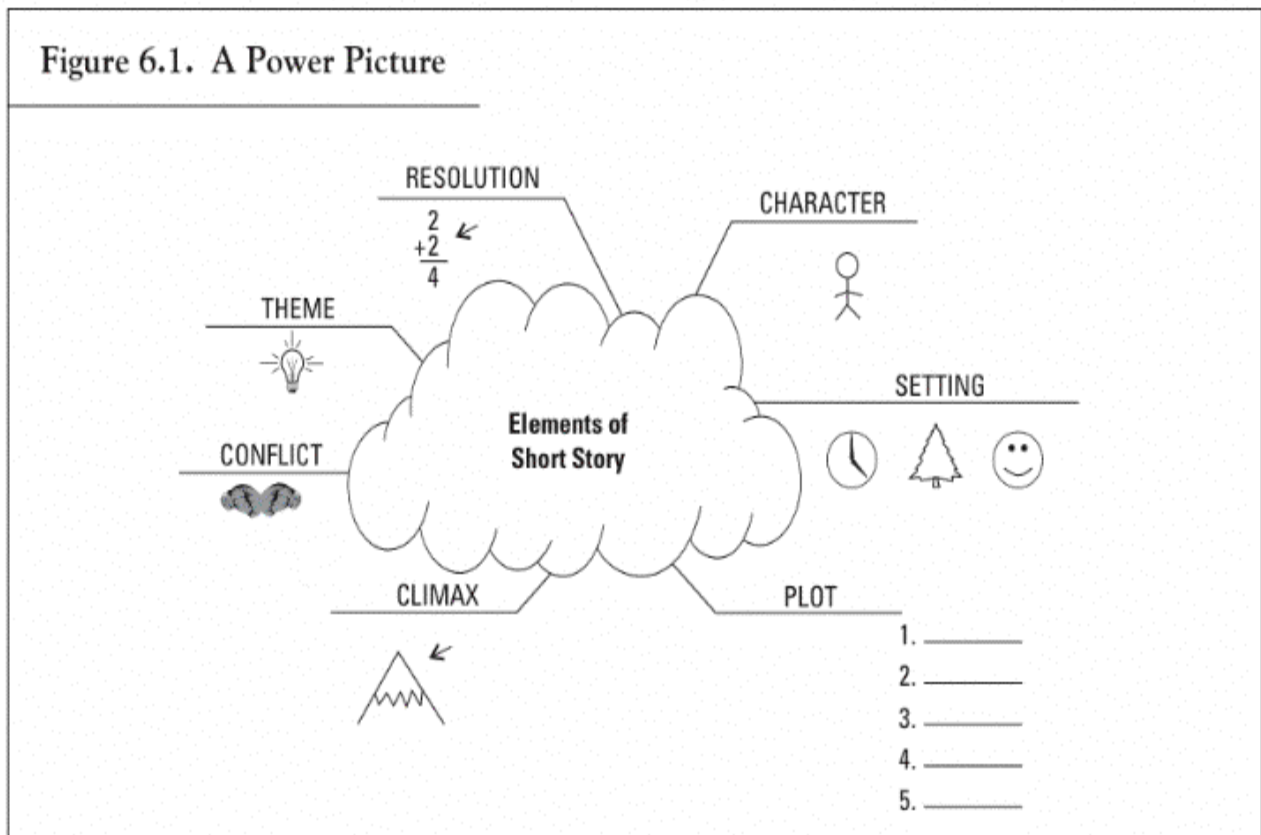 Figure 6.1. A Power Picture
RESOLUTION
2
+2
4
CHARACTER
THEME
SETTING
Elements of
Short Story
CONFLICT
CLIMAX
PLOT
1.
2.
3.
4.
5.